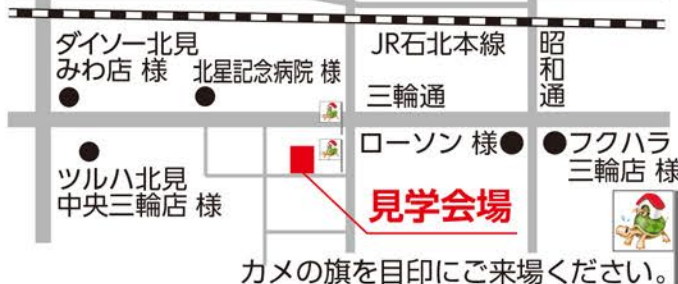 ダイソー北見
みわ店 様
北星記念病院 様
JR石北本線
昭和通
三輪通
ツルハ北見
中央三輪店 様
ローソン 様
フクハラ
三輪店 様
見学会場
カメの旗を目印にご来場ください。